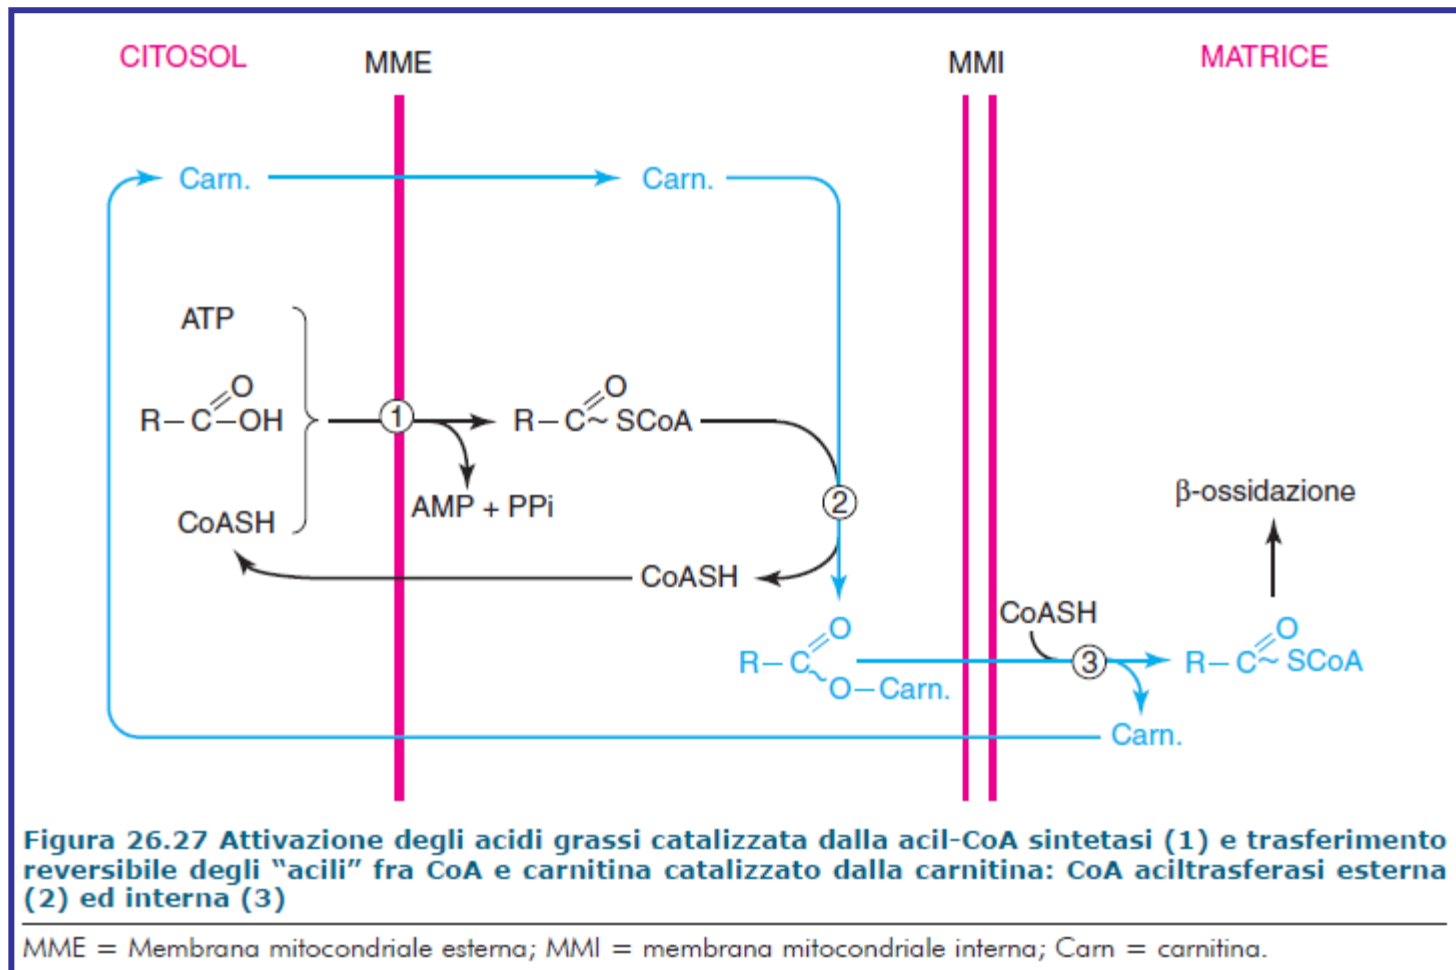 CITOSOL
MME
MMI
MATRICE
Carn.
Carn.
ATP
R–C
O
–OH
CoASH
1
AMP + PPi
R–C~ SCoA
O
2
CoASH
R–C
O
~O–Carn.
CoASH
3
Carn.
β-ossidazione
R–C~ SCoA
O
Figura 26.27 Attivazione degli acidi grassi catalizzata dalla acil-CoA sintetasi (1) e trasferimento
reversibile degli “acili” fra CoA e carnitina catalizzato dalla carnitina: CoA aciltrasferasi esterna
(2) ed interna (3)
MME = Membrana mitocondriale esterna; MMI = membrana mitocondriale interna; Carn = carnitina.